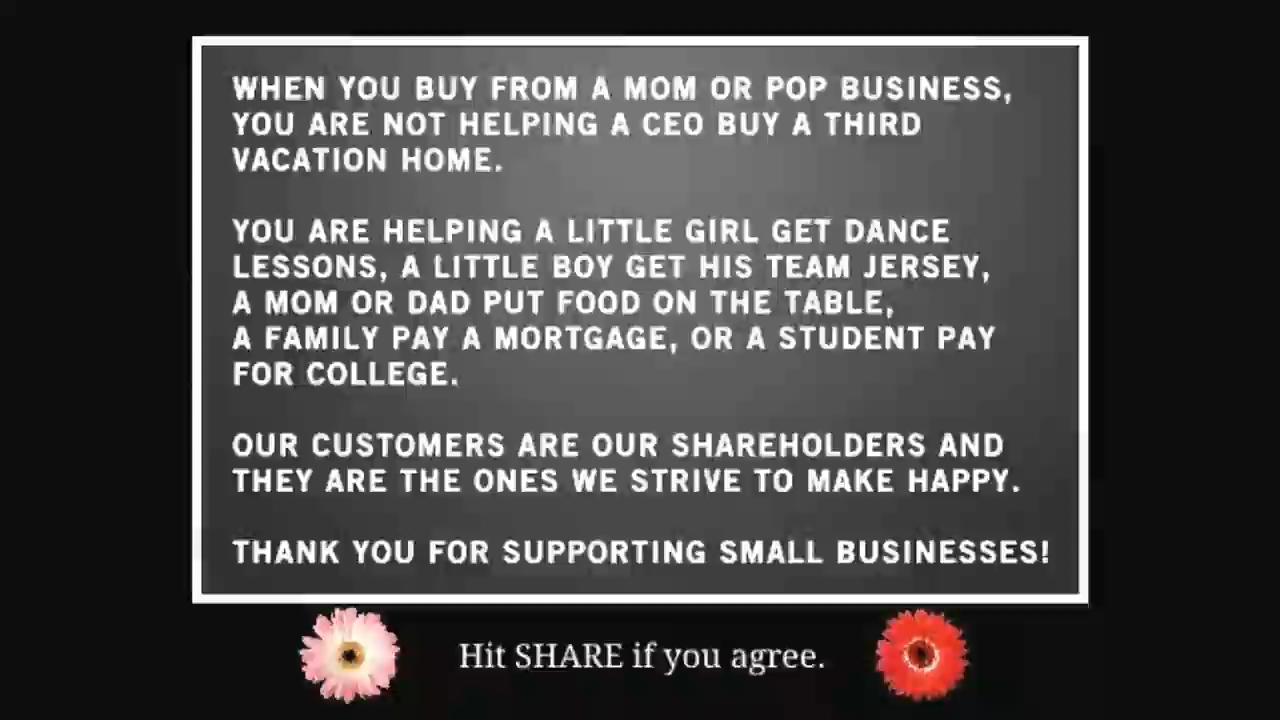 WHEN YOU BUY FROM A MOM OR POP BUSINESS,
YOU ARE NOT HELPING A CEO BUY A THIRD
VACATION HOME.
YOU ARE HELPING A LITTLE GIRL GET DANCE
LESSONS, A LITTLE BOY GET HIS TEAM JERSEY,
A MOM OR DAD PUT FOOD ON THE TABLE,
A FAMILY PAY A MORTGAGE, OR A STUDENT PAY
FOR COLLEGE.
OUR CUSTOMERS ARE OUR SHAREHOLDERS AND
THEY ARE THE ONES WE STRIVE TO MAKE HAPPY.
THANK YOU FOR SUPPORTING SMALL BUSINESSES!
Hit SHARE if you agree.